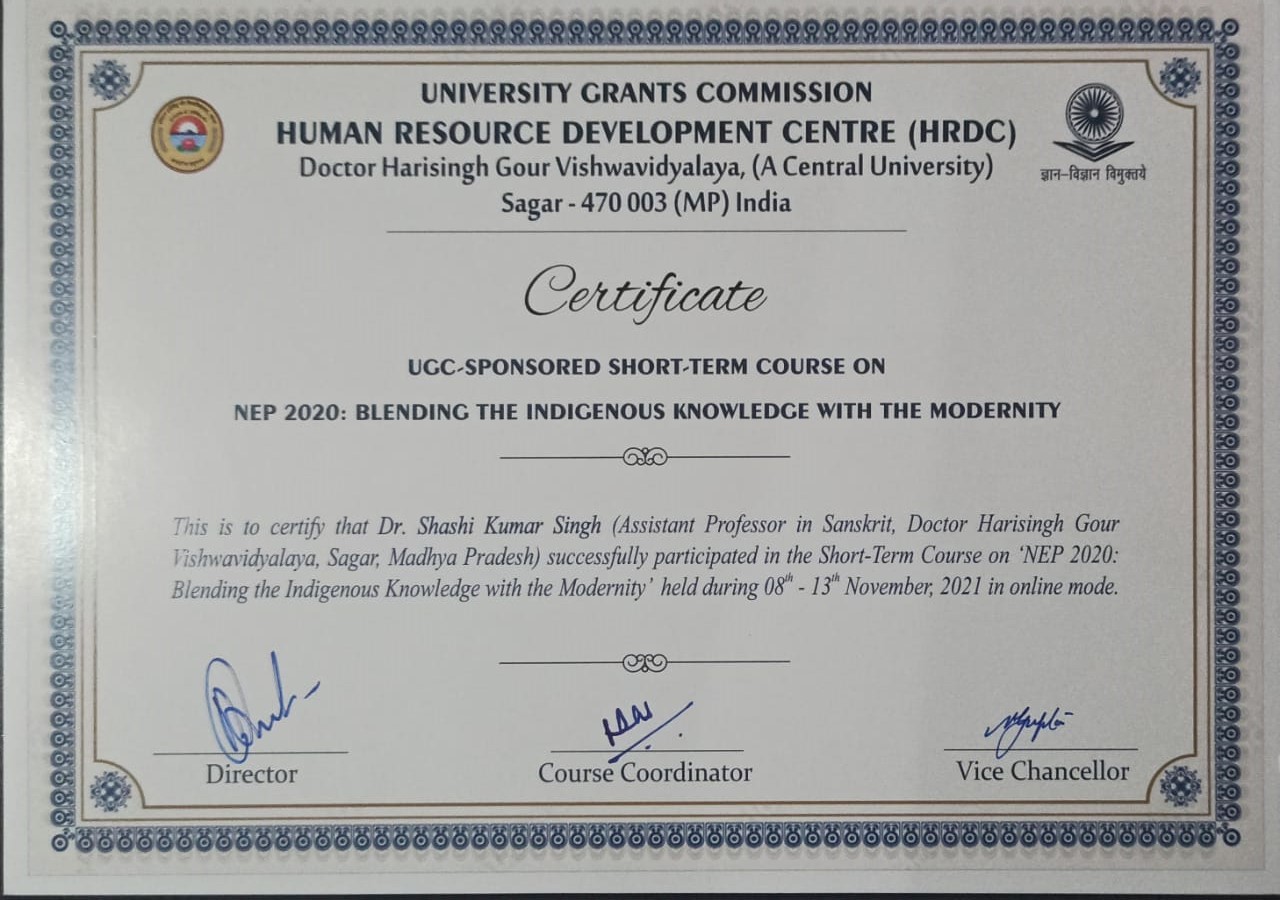 UNIVERSITY GRANTS COMMISSION
HUMAN RESOURCE DEVELOPMENT CENTRE (HRDC)
Doctor Harisingh Gour Vishwavidyalaya, (A Central University)
Sagar - 470 003 (MP) India
ज्ञान-विज्ञान विमुक्तये
Certificate
UGC-SPONSORED SHORT-TERM COURSE ON
NEP 2020: BLENDING THE INDIGENOUS KNOWLEDGE WITH THE MODERNITY
This is to certify that Dr. Shashi Kumar Singh (Assistant Professor in Sanskrit, Doctor Harisingh Gour
Vishwavidyalaya, Sagar, Madhya Pradesh) successfully participated in the Short-Term Course on ‘NEP 2020:
Blending the Indigenous Knowledge with the Modernity’ held during 08th - 13th November, 2021 in online mode.
Director
Course Coordinator
Vice Chancellor